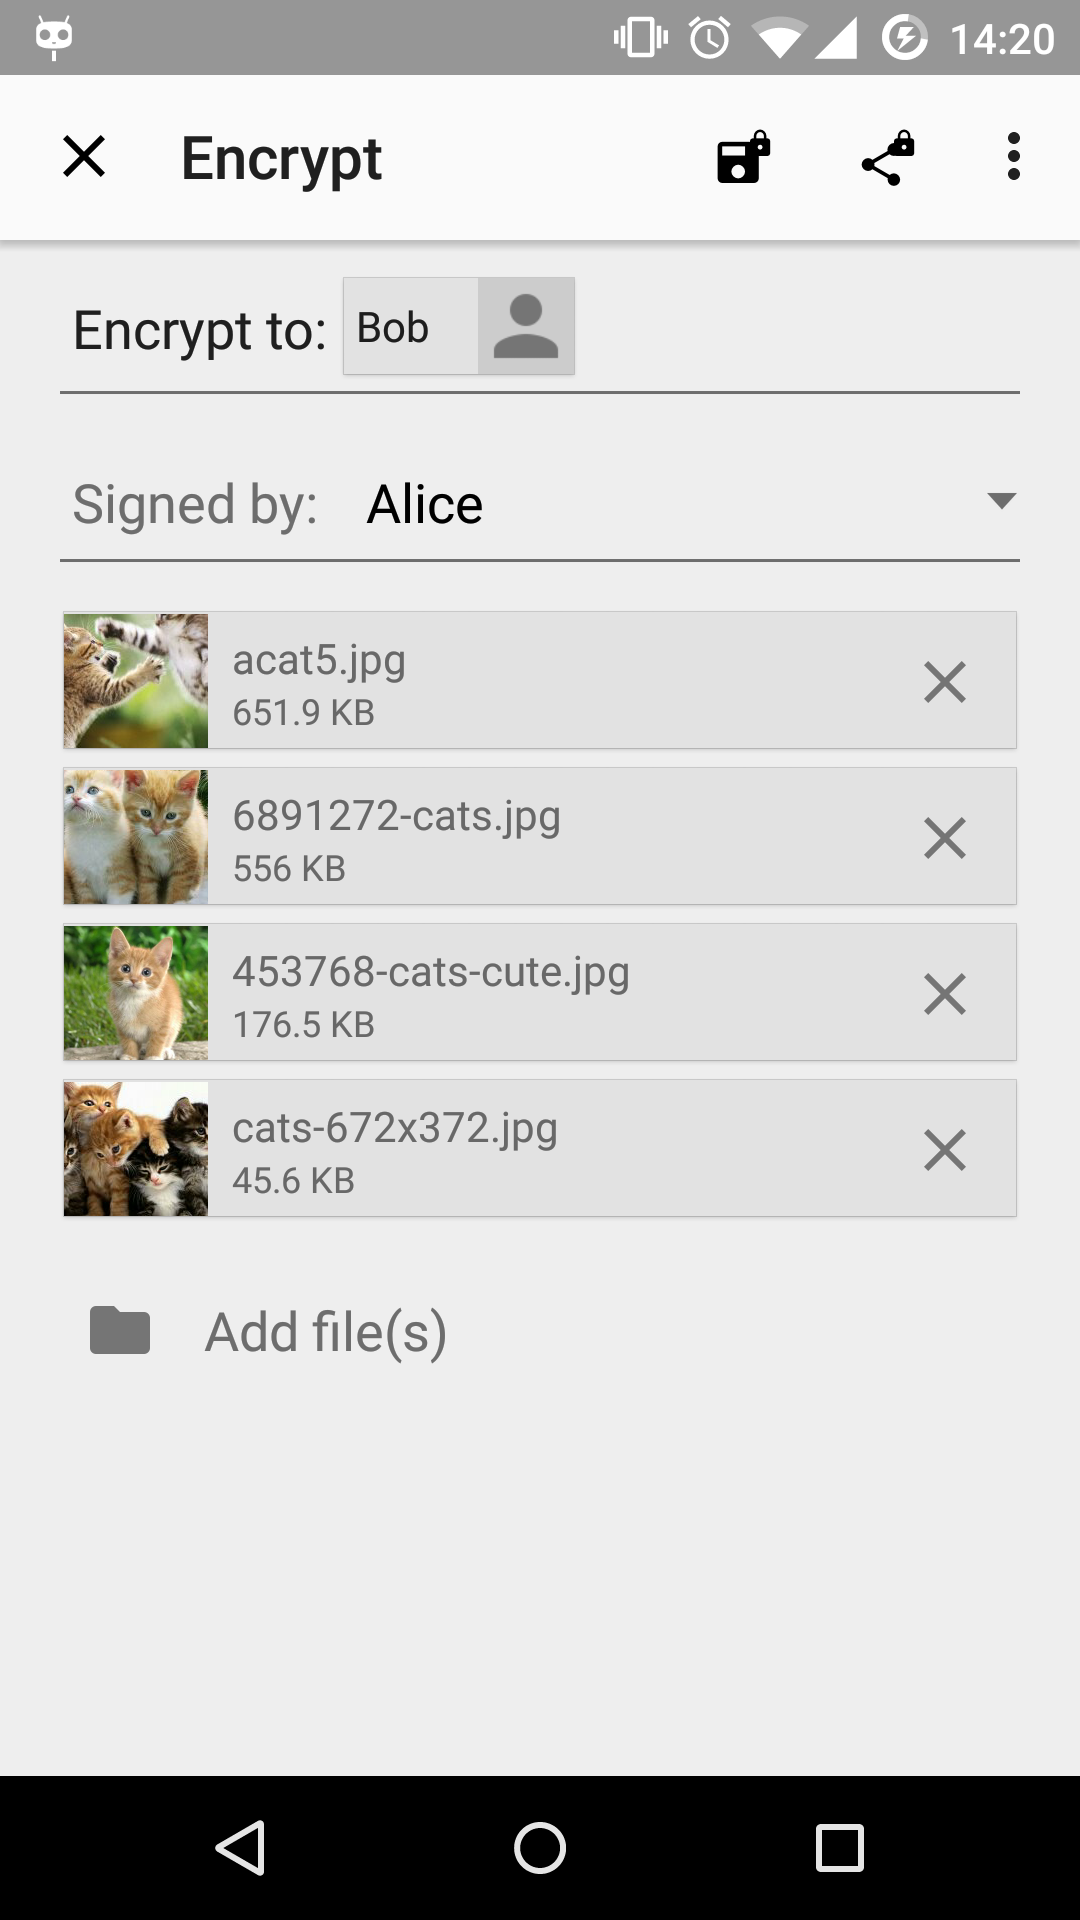 14:20
Encrypt
Encrypt to: Bob
Signed by: Alice
acat5.jpg
651.9 KB
6891272-cats.jpg
556 KB
453768-cats-cute.jpg
176.5 KB
cats-672x372.jpg
45.6 KB
Add file(s)